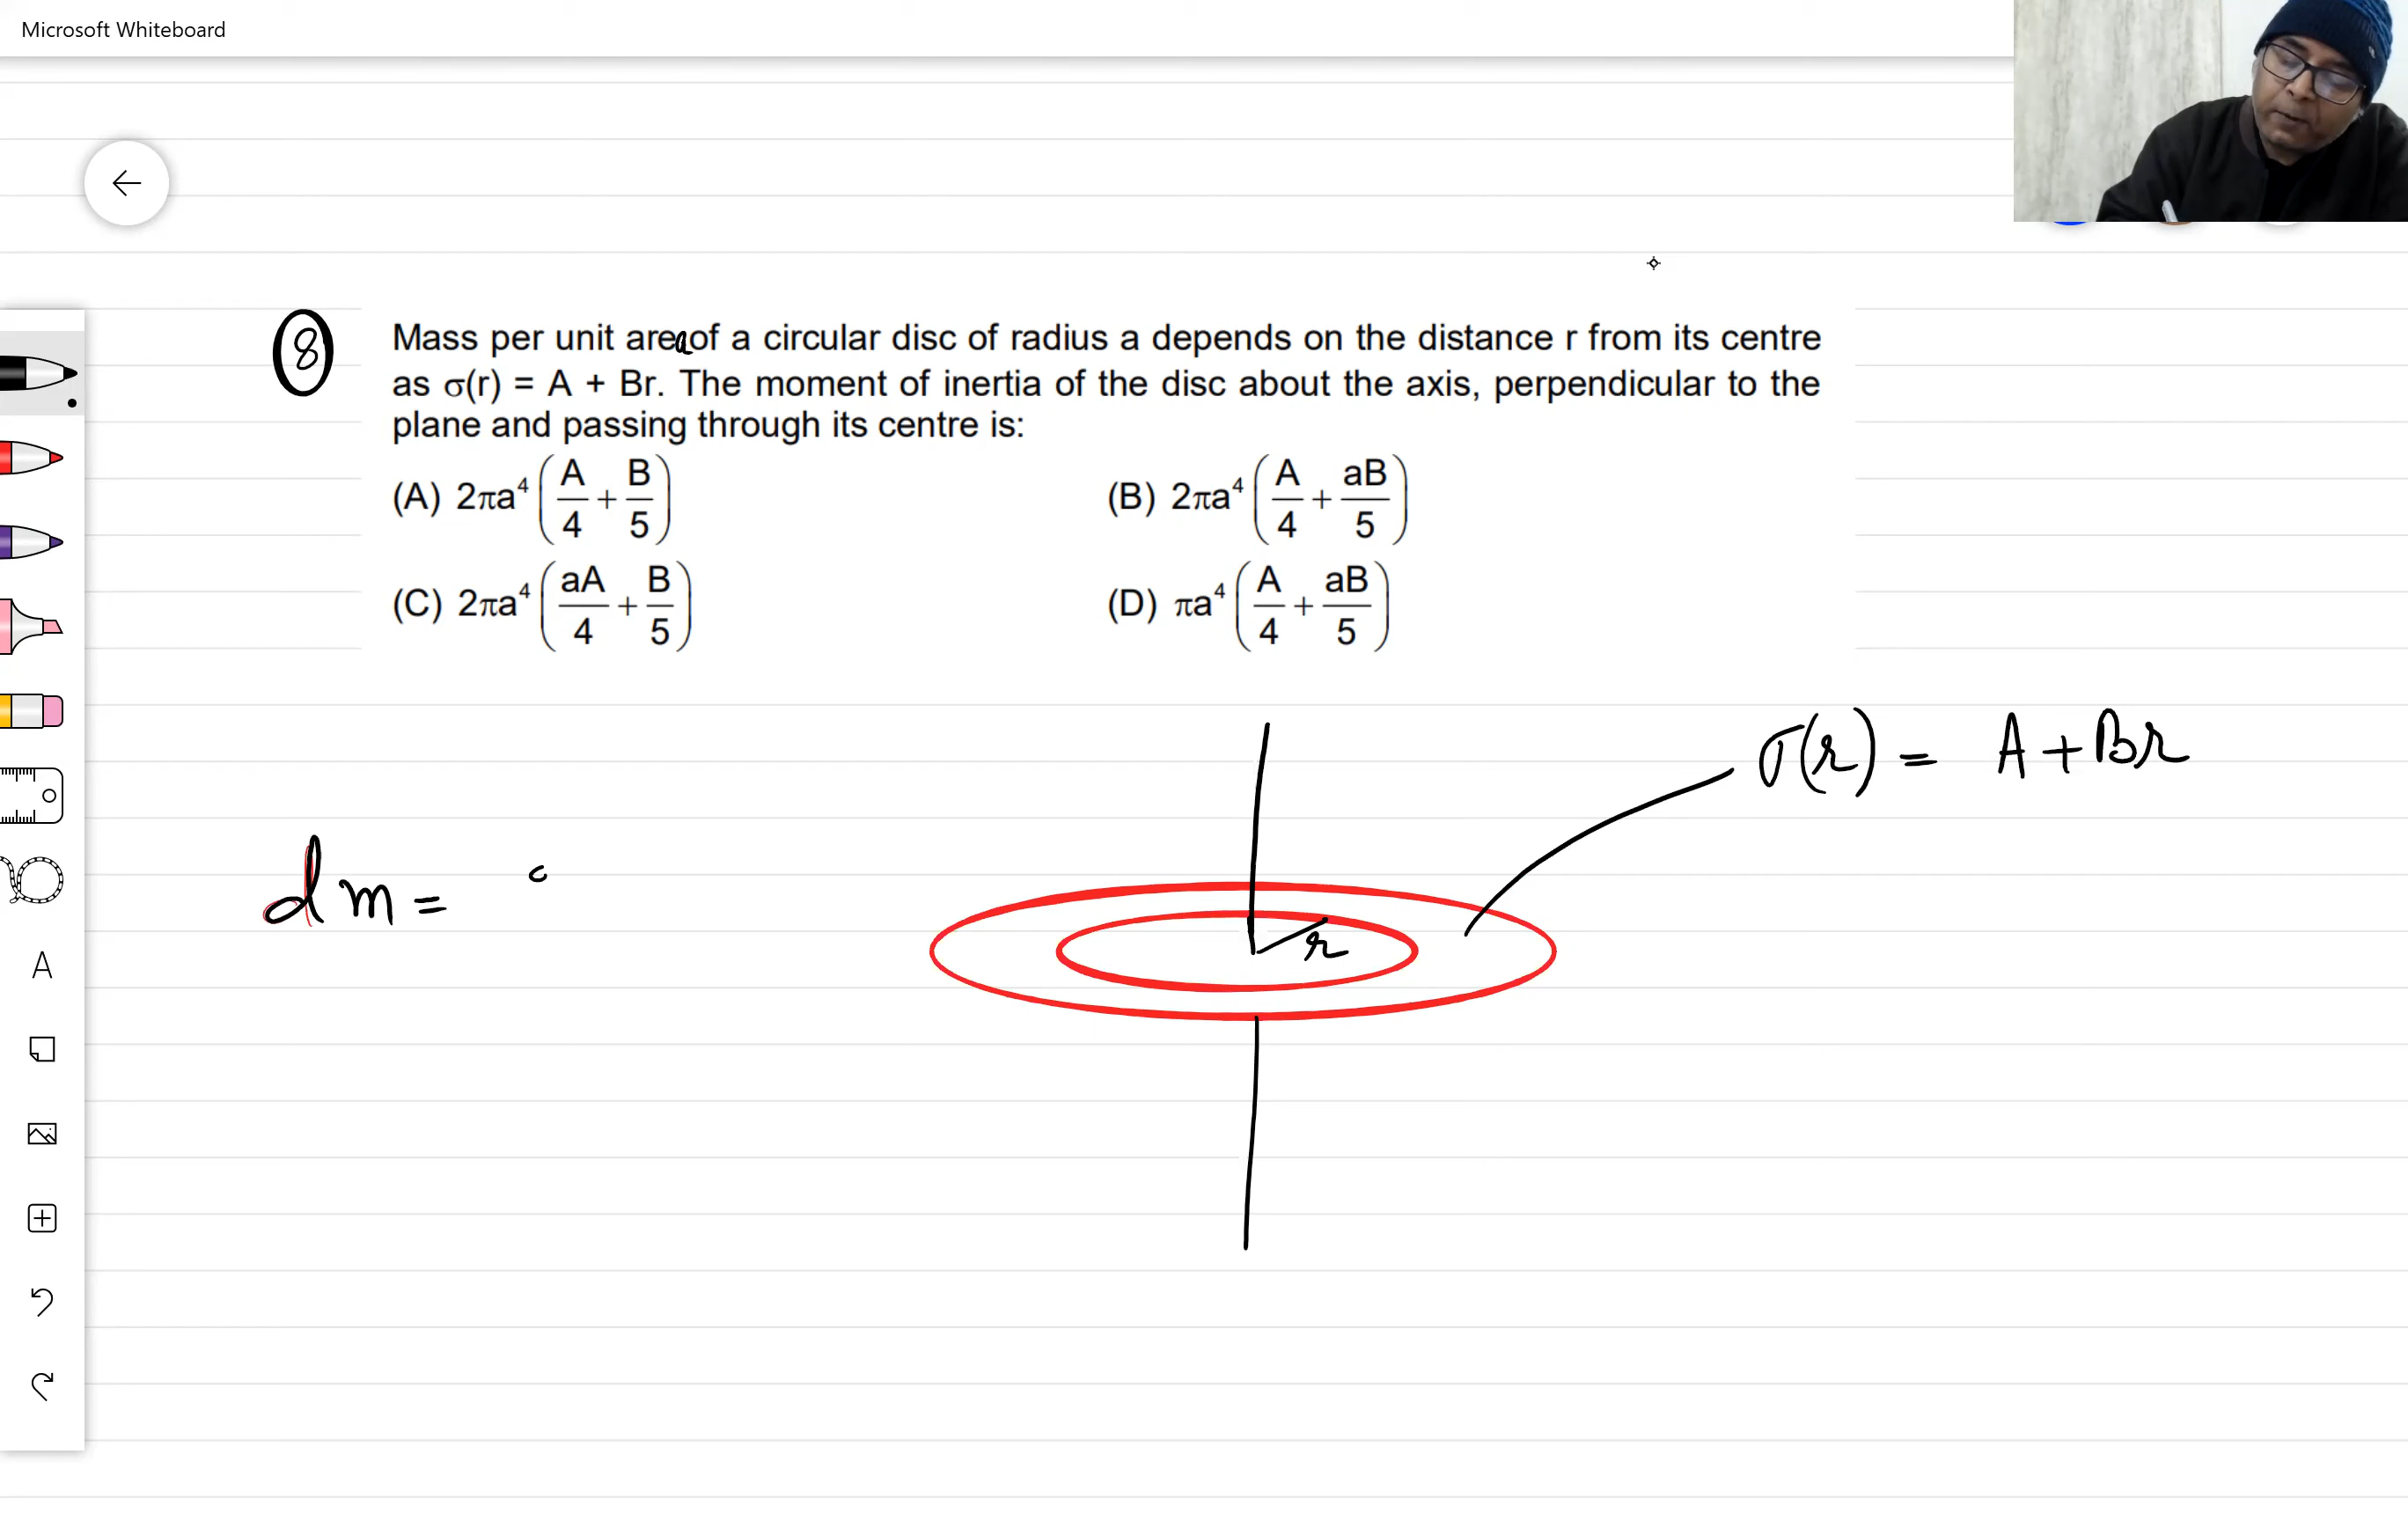 Microsoft Whiteboard
8
Mass per unit area of a circular disc of radius a depends on the distance r from its centre
as σ(r) = A + Br. The moment of inertia of the disc about the axis, perpendicular to the
plane and passing through its centre is:
(A) 2πa⁴ (A/4 + B/5) (B) 2πa⁴ (A/4 + aB/5)
(C) 2πa⁴ (aA/4 + B/5) (D) πa⁴ (A/4 + aB/5)
σ(r) = A + Br
dm =
r
A